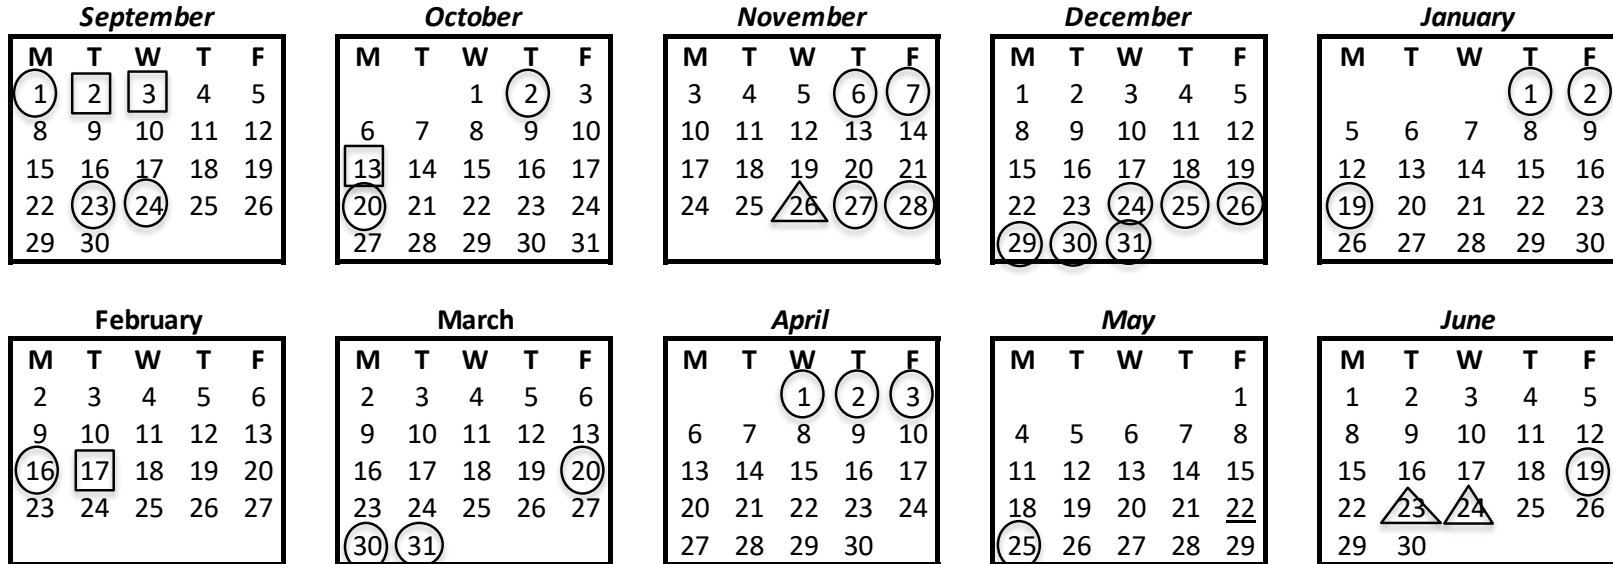 September October November December January
M T W T F M T W T F M T W T F M T W T F M T W T F
1 2 3 4 5 1 2 3 3 4 5 6 7 1 2 3 4 5 1 2
8 9 10 11 12 6 7 8 9 10 10 11 12 13 14 8 9 10 11 12 5 6 7 8 9
15 16 17 18 19 13 14 15 16 17 17 18 19 20 21 15 16 17 18 19 12 13 14 15 16
22 23 24 25 26 20 21 22 23 24 24 25 26 27 28 22 23 24 25 26 19 20 21 22 23
29 30 27 28 29 30 31 29 30 31 26 27 28 29 30
February March April May June
M T W T F M T W T F M T W T F M T W T F M T W T F
2 3 4 5 6 2 3 4 5 6 1 2 3 1 1 2 3 4 5
9 10 11 12 13 9 10 11 12 13 6 7 8 9 10 4 5 6 7 8 8 9 10 11 12
16 17 18 19 20 16 17 18 19 20 13 14 15 16 17 11 12 13 14 15 15 16 17 18 19
23 24 25 26 27 23 24 25 26 27 20 21 22 23 24 18 19 20 21 22 22 23 24 25 26
30 31 27 28 29 30 25 26 27 28 29 29 30